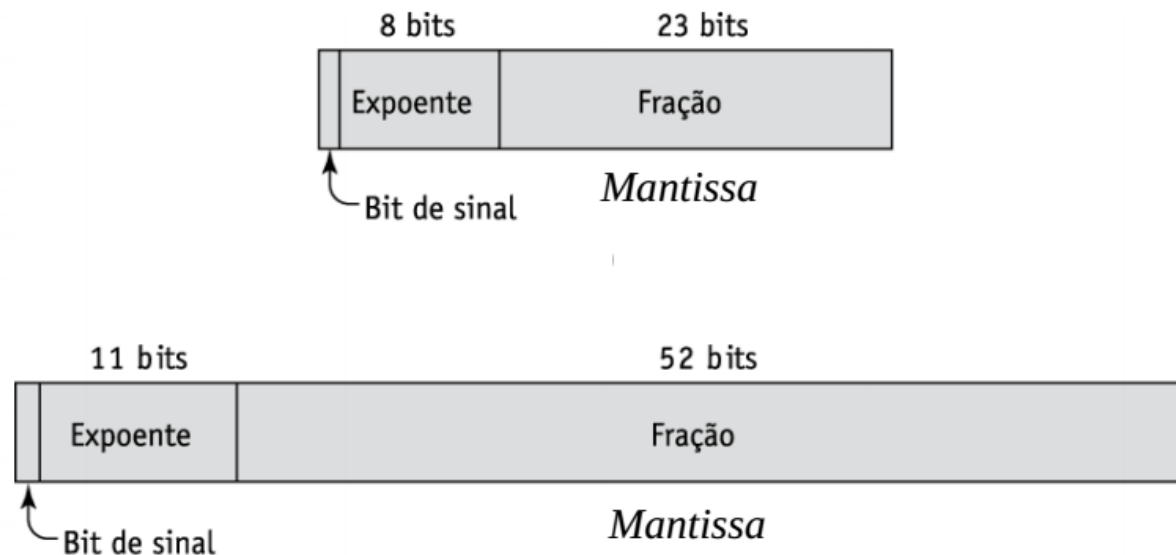 8 bits 23 bits
Expoente Fração
Mantissa
Bit de sinal
11 bits 52 bits
Expoente Fração
Mantissa
Bit de sinal